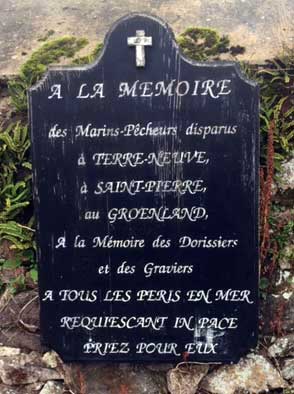 A LA MEMOIRE
des Marins-Pêcheurs disparus
à TERRE-NEUVE,
à SAINT-PIERRE,
au GROENLAND,
A la Mémoire des Dorissiers
et des Graviers
A TOUS LES PERIS EN MER
REQUIESCANT IN PACE
PRIEZ POUR EUX